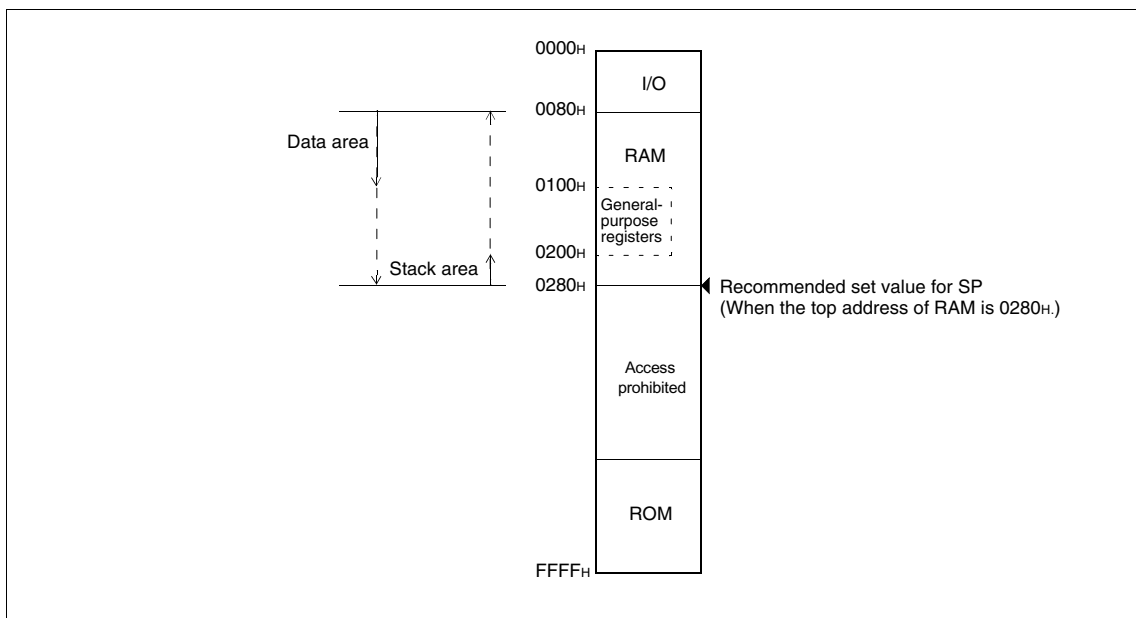 0000H
I/O
0080H
Data area
RAM
0100H
General-
purpose
registers
0200H
Stack area
0280H
Recommended set value for SP
(When the top address of RAM is 0280H.)
Access
prohibited
ROM
FFFFH